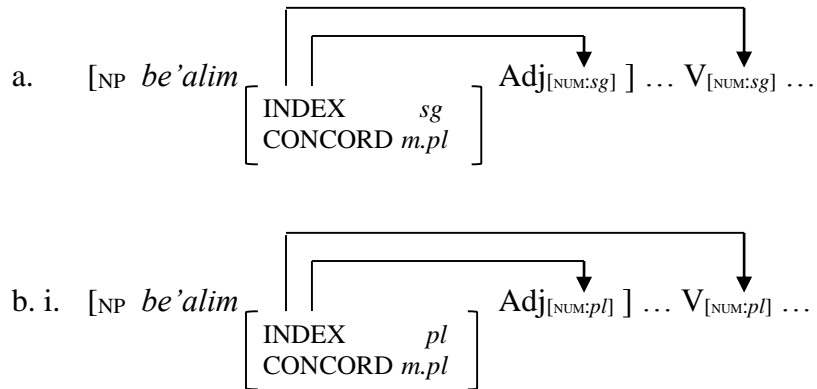 a. [NP be’alim Adj[NUM:sg] ] … V[NUM:sg] …
INDEX sg
CONCORD m.pl
b. i. [NP be’alim Adj[NUM:pl] ] … V[NUM:pl] …
INDEX pl
CONCORD m.pl